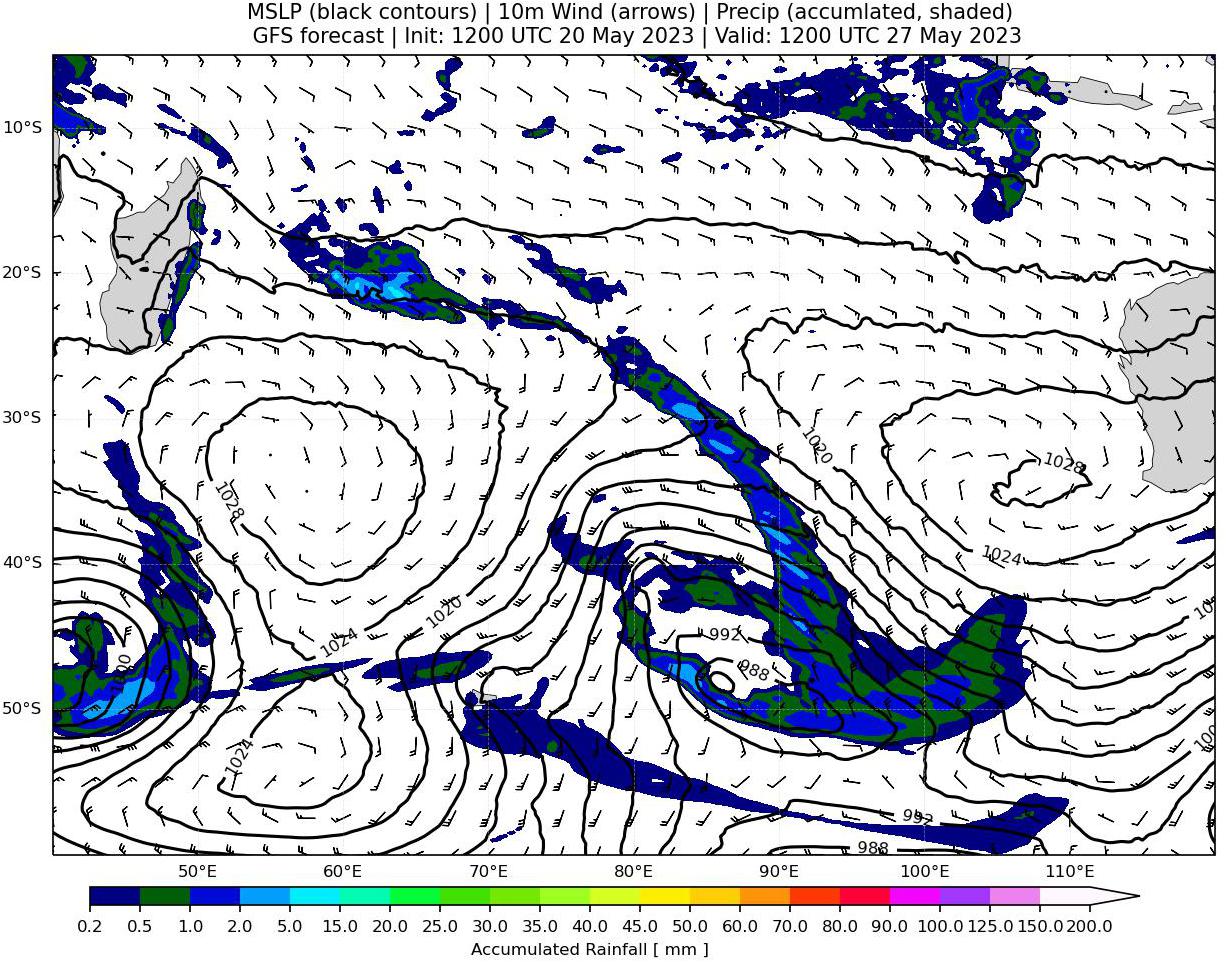 MSLP (black contours) | 10m Wind (arrows) | Precip (accumlated, shaded)
GFS forecast | Init: 1200 UTC 20 May 2023 | Valid: 1200 UTC 27 May 2023
10°S
20°S
30°S
1020
1028
1028
40°S
1024
1020
992
1024
988
50°S
1024
992
988
50°E 60°E 70°E 80°E 90°E 100°E 110°E
0.2 0.5 1.0 2.0 5.0 10.0 15.0 20.0 25.0 30.0 35.0 40.0 45.0 50.0 60.0 70.0 80.0 90.0 100.0 125.0 150.0 200.0
Accumulated Rainfall [ mm ]